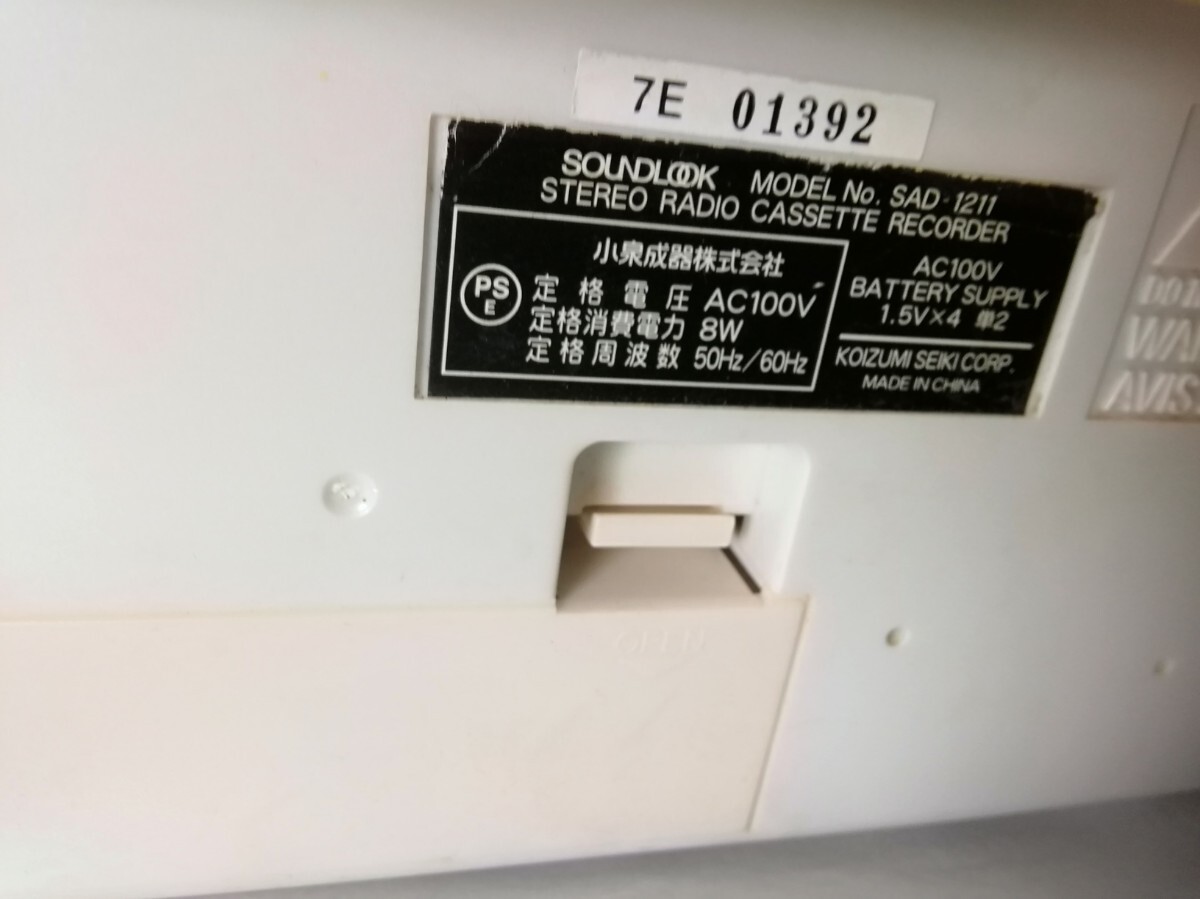 7E 01392
SOUNDLOOK MODEL No. SAD-1211
STEREO RADIO CASSETTE RECORDER
小泉成器株式会社
PS
E
定格電圧 AC100V
定格消費電力 8W
定格周波数 50Hz/60Hz
AC100V
BATTERY SUPPLY
1.5V×4 単2
KOIZUMI SEIKI CORP.
MADE IN CHINA
OPEN